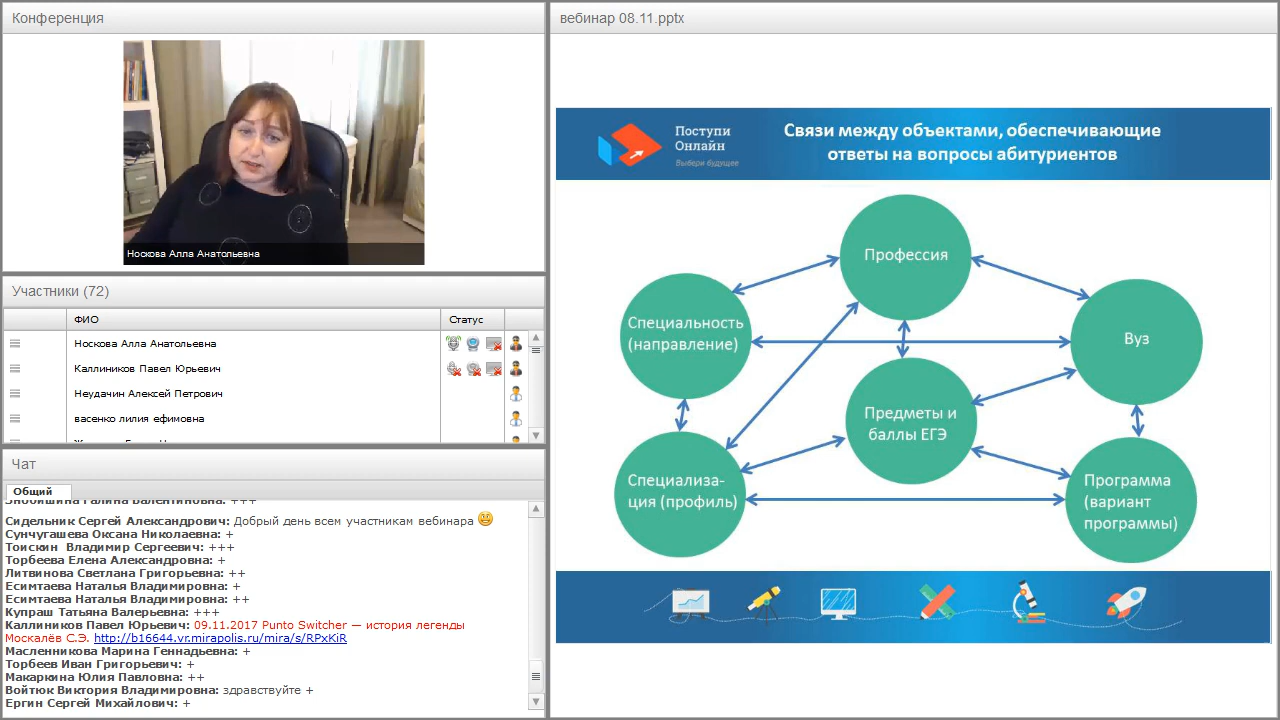 Конференция
Носкова Алла Анатольевна
Участники (72)
ФИО
Статус
Носкова Алла Анатольевна
Каллиников Павел Юрьевич
Неудачин Алексей Петрович
васенко лилия ефимовна
Чат
Общий
Сидельник Сергей Александрович: Добрый день всем участникам вебинара
Сунчугашева Оксана Николаевна: +
Тоискин Владимир Сергеевич: +++
Торбеева Елена Александровна: +
Литвинова Светлана Григорьевна: ++
Есимтаева Наталья Владимировна: +
Есимтаева Наталья Владимировна: ++
Купраш Татьяна Валерьевна: +++
Каллиников Павел Юрьевич: 09.11.2017 Punto Switcher — история легенды
Москалёв С.Э. http://b16644.vr.mirapolis.ru/mira/s/RPxKiR
Масленникова Марина Геннадьевна: +
Торбеев Иван Григорьевич: +
Макаркина Юлия Павловна: ++
Войтюк Виктория Владимировна: здравствуйте +
Ергин Сергей Михайлович: +
вебинар 08.11.pptx
Поступи
Онлайн
Выбери будущее
Связи между объектами, обеспечивающие
ответы на вопросы абитуриентов
Профессия
Специальность
(направление)
Вуз
Предметы и
баллы ЕГЭ
Специализа-
ция (профиль)
Программа
(вариант
программы)